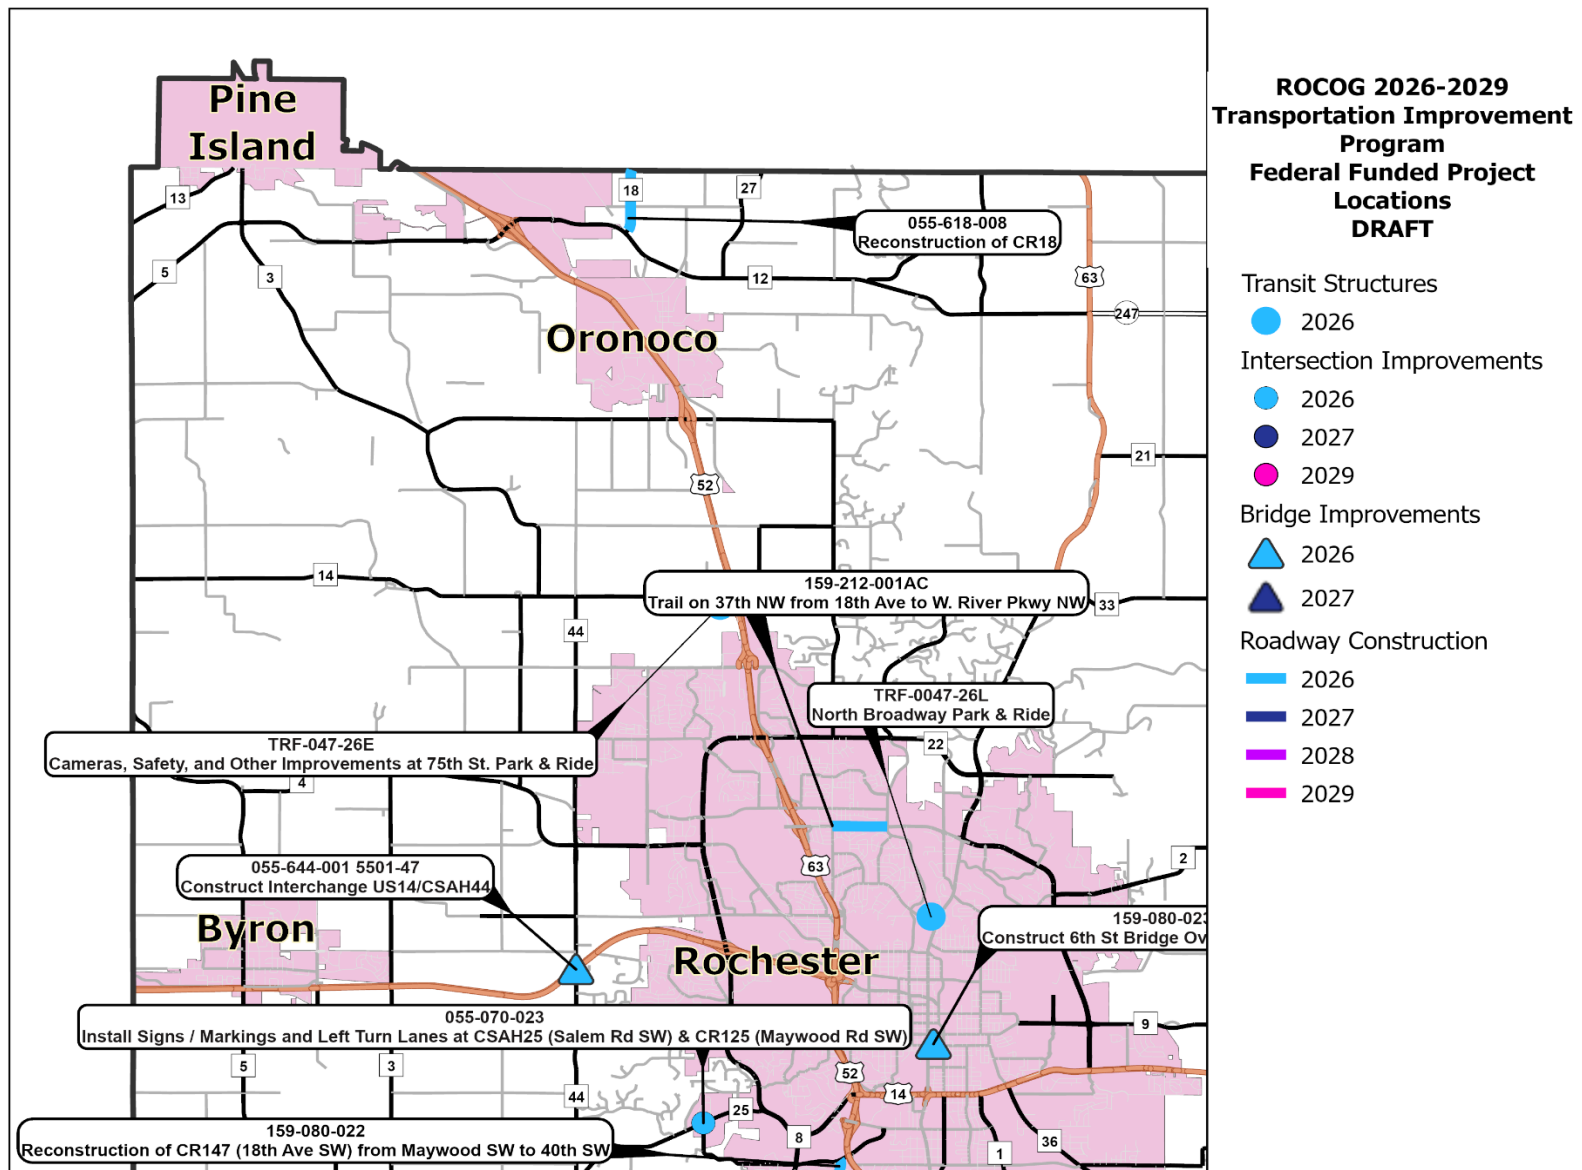 Pine
Island
Oronoco
Byron
Rochester
13
18
27
055-618-008
Reconstruction of CR18
5
3
12
63
247
52
21
14
159-212-001AC
Trail on 37th NW from 18th Ave to W. River Pkwy NW
33
44
TRF-0047-26L
North Broadway Park & Ride
TRF-047-26E
Cameras, Safety, and Other Improvements at 75th St. Park & Ride
22
4
055-644-001 5501-47
Construct Interchange US14/CSAH44
63
2
159-080-023
Construct 6th St Bridge Ov
055-070-023
Install Signs / Markings and Left Turn Lanes at CSAH25 (Salem Rd SW) & CR125 (Maywood Rd SW)
9
5
3
52
44
14
25
159-080-022
Reconstruction of CR147 (18th Ave SW) from Maywood SW to 40th SW
8
1
36
ROCOG 2026-2029
Transportation Improvement
Program
Federal Funded Project
Locations
DRAFT
Transit Structures
2026
Intersection Improvements
2026
2027
2029
Bridge Improvements
2026
2027
Roadway Construction
2026
2027
2028
2029